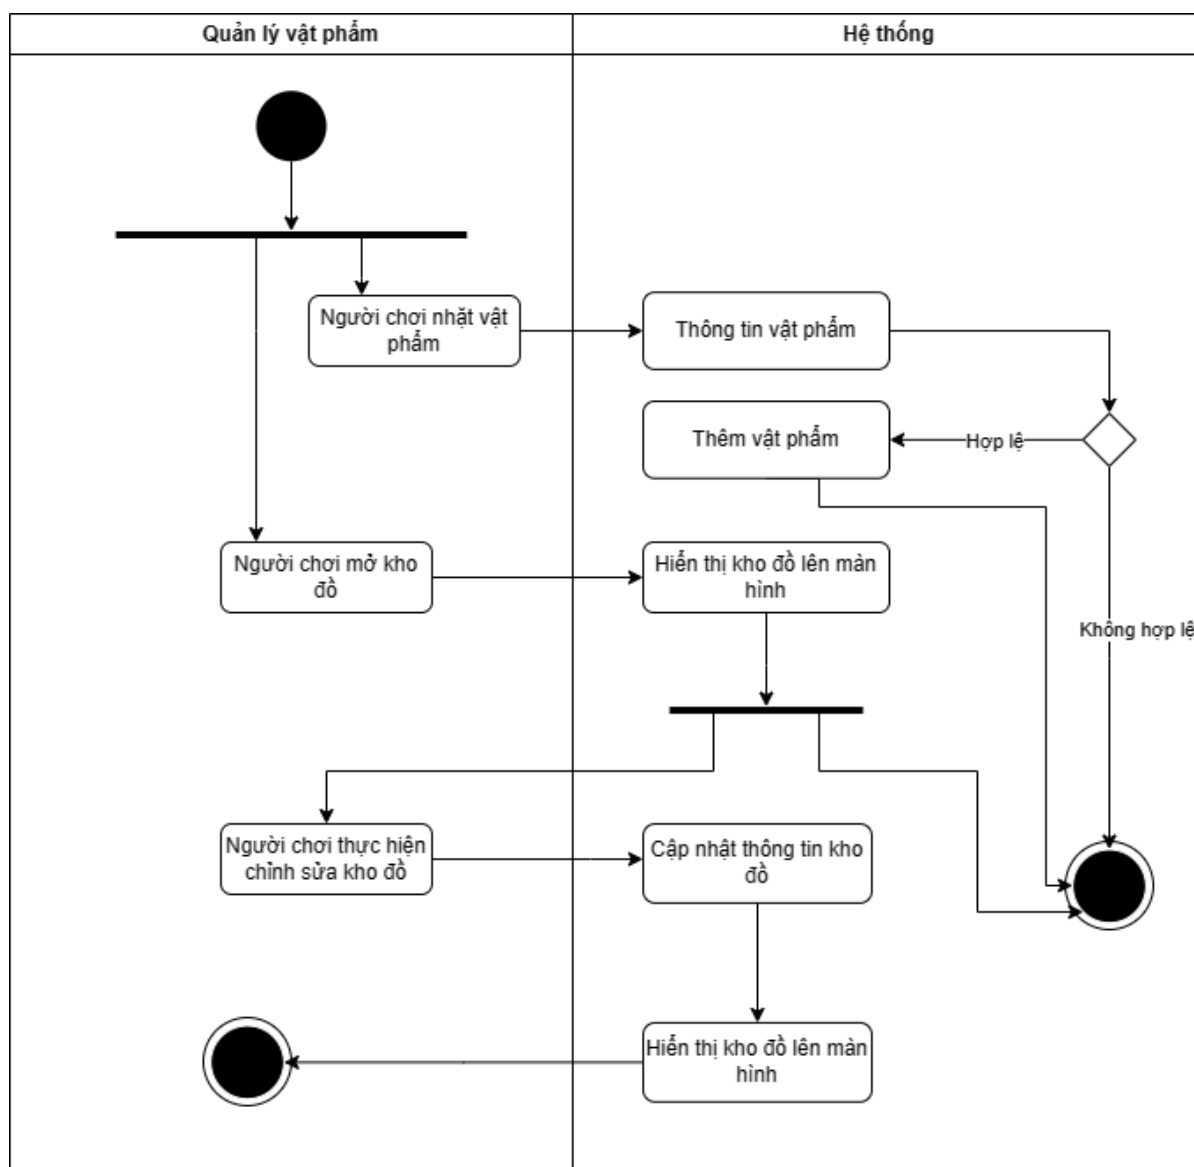 Quản lý vật phẩm
Hệ thống
Người chơi nhặt vật
phẩm
Thông tin vật phẩm
Thêm vật phẩm
Hợp lệ
Người chơi mở kho
đồ
Hiển thị kho đồ lên màn
hình
Không hợp lệ
Người chơi thực hiện
chỉnh sửa kho đồ
Cập nhật thông tin kho
đồ
Hiển thị kho đồ lên màn
hình